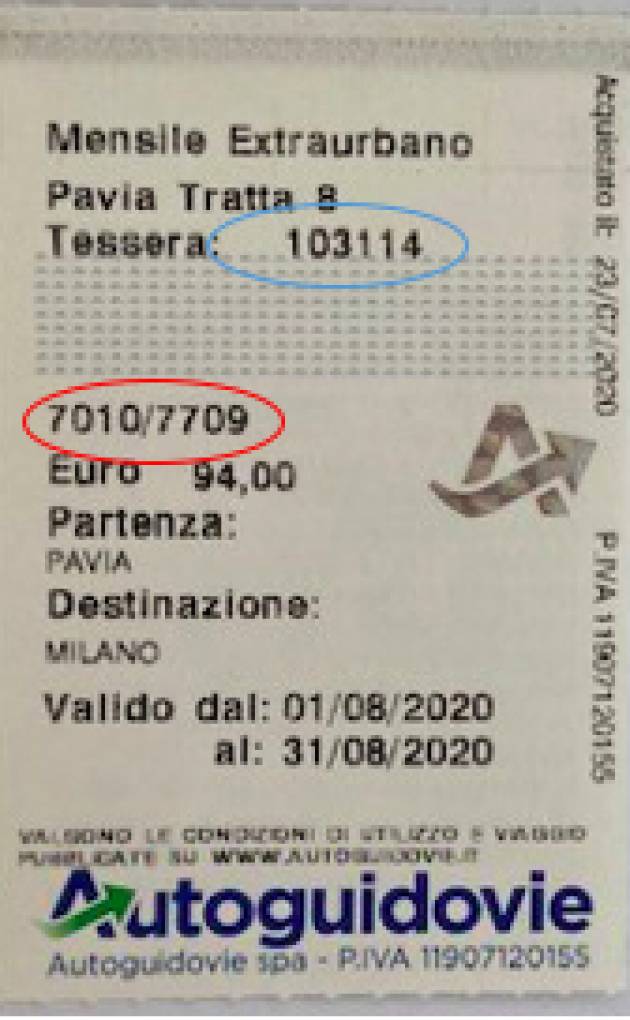 Mensile Extraurbano
Pavia Tratta 8
Tessera: 103114
7010/7709
Euro 94,00
Partenza:
PAVIA
Destinazione:
MILANO
Valido dal: 01/08/2020
al: 31/08/2020
VALGONO LE CONDIZIONI DI UTILIZZO E VIAGGIO
PUBBLICATE SU WWW.AUTOGUIDOVIE.IT
Autoguidovie
Autoguidovie spa - P.IVA 11907120155
Acquistato il: 23/07/2020
P.IVA 11907120155